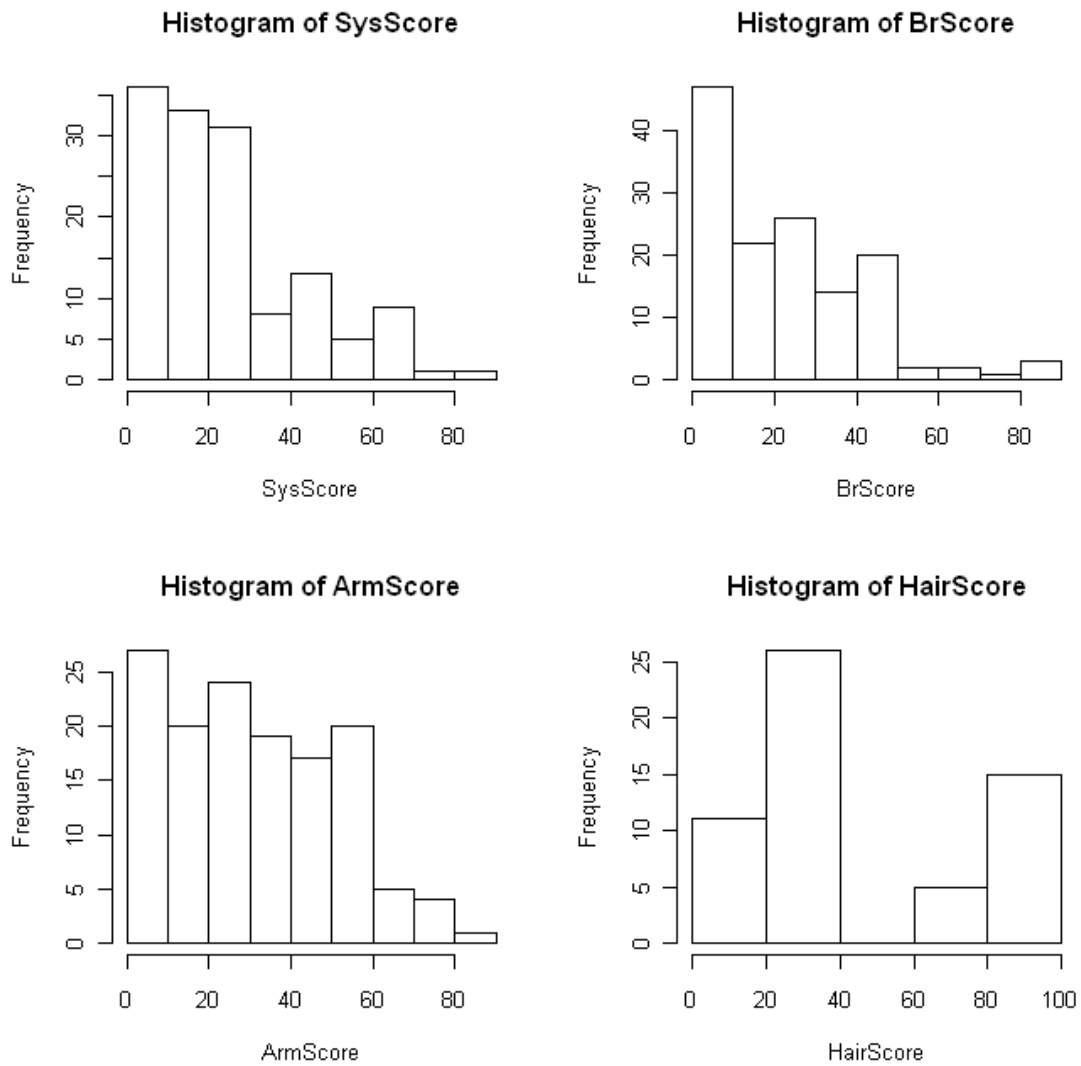 Histogram of SysScore
Frequency
0 5 10 20 30
0 20 40 60 80
SysScore
Histogram of BrScore
Frequency
0 10 20 30 40
0 20 40 60 80
BrScore
Histogram of ArmScore
Frequency
0 5 10 15 20 25
0 20 40 60 80
ArmScore
Histogram of HairScore
Frequency
0 5 10 15 20 25
0 20 40 60 80 100
HairScore